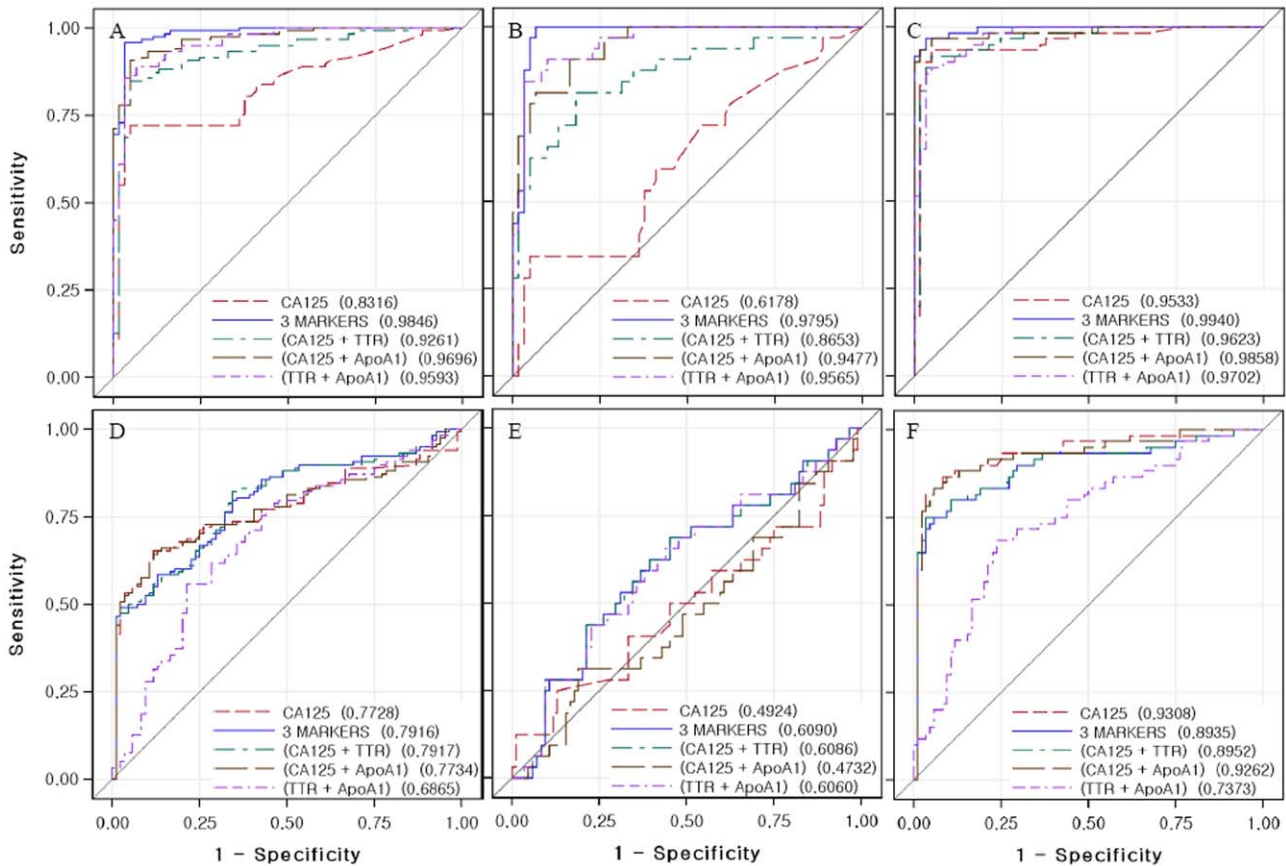 A
B
C
1.00
0.75
0.50
0.25
0.00
Sensitivity
CA125 (0.8316)
3 MARKERS (0.9846)
(CA125 + TTR) (0.9261)
(CA125 + ApoA1) (0.9696)
(TTR + ApoA1) (0.9593)
CA125 (0.6178)
3 MARKERS (0.9795)
(CA125 + TTR) (0.8653)
(CA125 + ApoA1) (0.9477)
(TTR + ApoA1) (0.9565)
CA125 (0.9533)
3 MARKERS (0.9940)
(CA125 + TTR) (0.9623)
(CA125 + ApoA1) (0.9858)
(TTR + ApoA1) (0.9702)
D
E
F
1.00
0.75
0.50
0.25
0.00
Sensitivity
CA125 (0.7728)
3 MARKERS (0.7916)
(CA125 + TTR) (0.7917)
(CA125 + ApoA1) (0.7734)
(TTR + ApoA1) (0.6865)
CA125 (0.4924)
3 MARKERS (0.6090)
(CA125 + TTR) (0.6086)
(CA125 + ApoA1) (0.4732)
(TTR + ApoA1) (0.6060)
CA125 (0.9308)
3 MARKERS (0.8935)
(CA125 + TTR) (0.8952)
(CA125 + ApoA1) (0.9262)
(TTR + ApoA1) (0.7373)
0.00 0.25 0.50 0.75 1.00
0.00 0.25 0.50 0.75 1.00
0.00 0.25 0.50 0.75 1.00
1 - Specificity
1 - Specificity
1 - Specificity